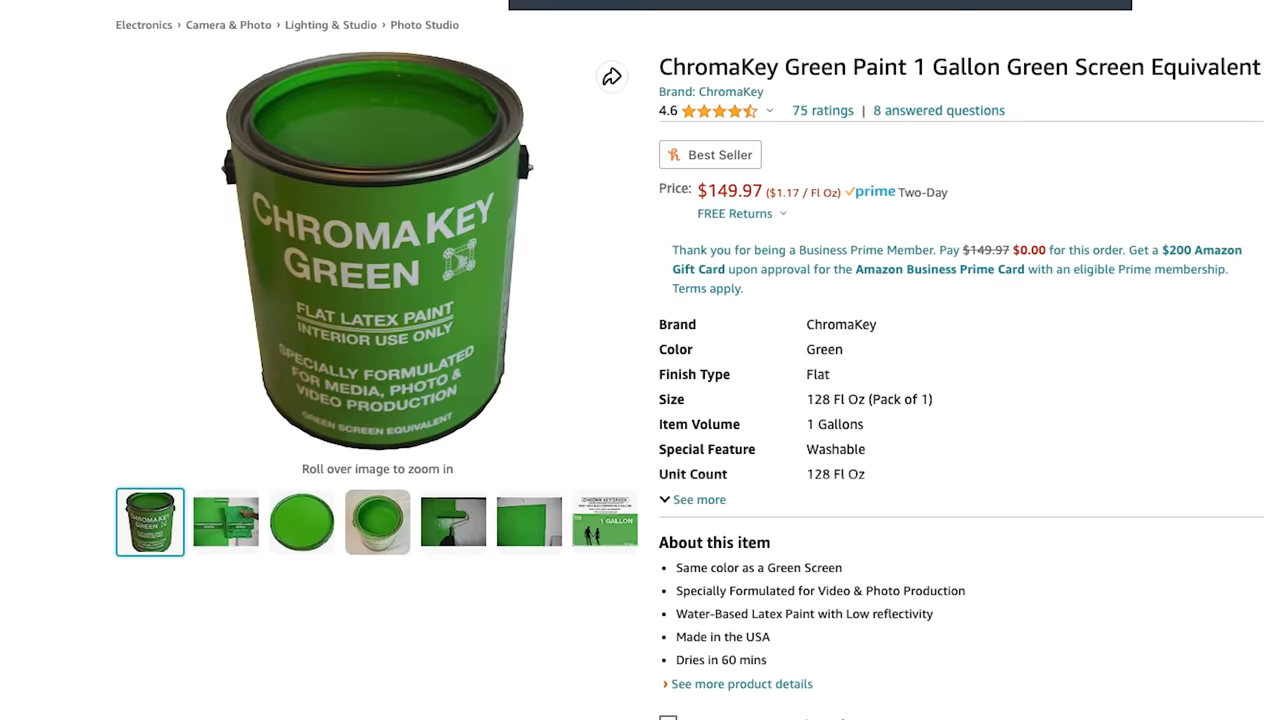 Electronics › Camera & Photo › Lighting & Studio › Photo Studio
ChromaKey Green Paint 1 Gallon Green Screen Equivalent
Brand: ChromaKey
4.6 75 ratings | 8 answered questions
Best Seller
Price: $149.97 ($1.17 / Fl Oz) prime Two-Day
FREE Returns
Thank you for being a Business Prime Member. Pay $149.97 $0.00 for this order. Get a $200 Amazon
Gift Card upon approval for the Amazon Business Prime Card with an eligible Prime membership.
Terms apply.
Brand ChromaKey
Color Green
Finish Type Flat
Size 128 Fl Oz (Pack of 1)
Item Volume 1 Gallons
Special Feature Washable
Unit Count 128 Fl Oz
See more
About this item
• Same color as a Green Screen
• Specially Formulated for Video & Photo Production
• Water-Based Latex Paint with Low reflectivity
• Made in the USA
• Dries in 60 mins
› See more product details
CHROMAKEY
GREEN
FLAT LATEX PAINT
INTERIOR USE ONLY
SPECIALLY FORMULATED
FOR MEDIA, PHOTO &
VIDEO PRODUCTION
GREEN SCREEN EQUIVALENT
Roll over image to zoom in
CHROMAKEY
GREEN
CHROMA KEY GREEN
1 GALLON